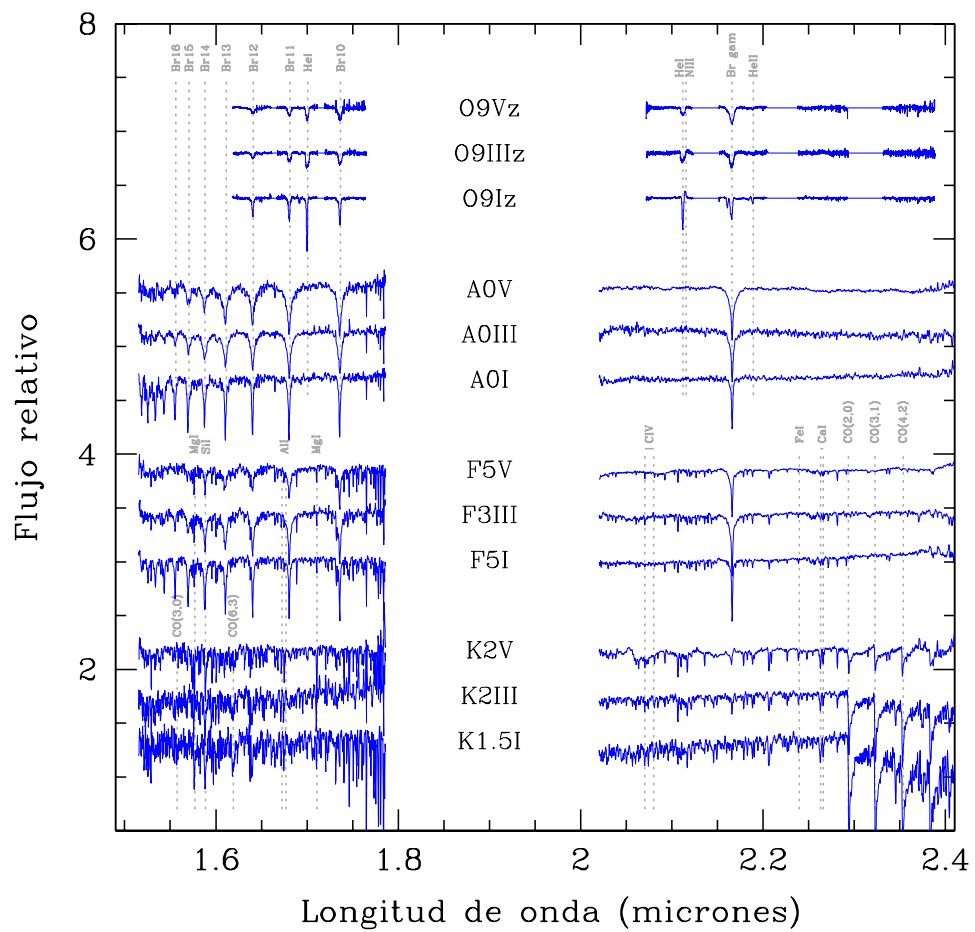 8
Br16 Br15 Br14 Br13 Br12 Br11 HeI Br10 HeI NIII Br gam HeII
O9Vz
O9IIIz
O9Iz
6
A0V
A0III
A0I
CO(2,0) CO(3,1) CO(4,2)
MgI SiI AlI MgI CIV FeI CaI
4
F5V
F3III
F5I
CO(3,0) CO(6,3)
K2V
2
K2III
K1.5I
1.6 1.8 2 2.2 2.4
Longitud de onda (micrones)
Flujo relativo